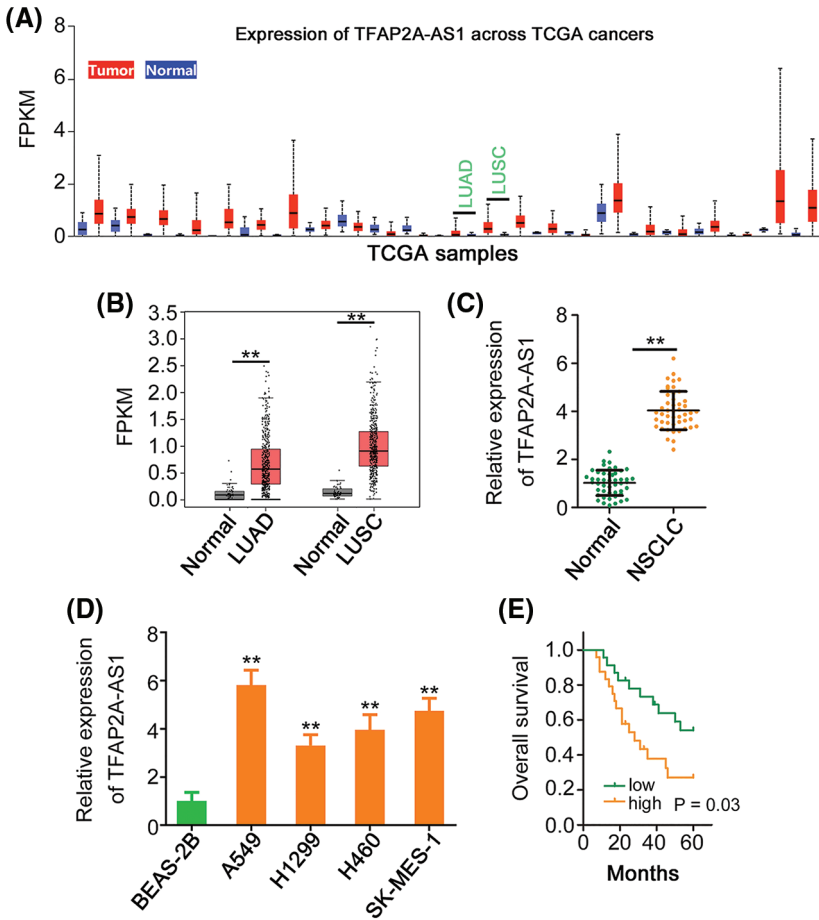 (A)
Expression of TFAP2A-AS1 across TCGA cancers
Tumor Normal
FPKM
8
6
4
2
0
LUAD
LUSC
TCGA samples
(B)
FPKM
3.5
3.0
2.5
2.0
1.5
1.0
0.5
0.0
**
**
Normal
LUAD
Normal
LUSC
(C)
Relative expression
of TFAP2A-AS1
8
6
4
2
0
**
Normal
NSCLC
(D)
Relative expression
of TFAP2A-AS1
8
6
4
2
0
**
**
**
**
BEAS-2B
A549
H1299
H460
SK-MES-1
(E)
Overall survival
1.0
0.8
0.6
0.4
0.2
0.0
low
high P = 0.03
0 20 40 60
Months